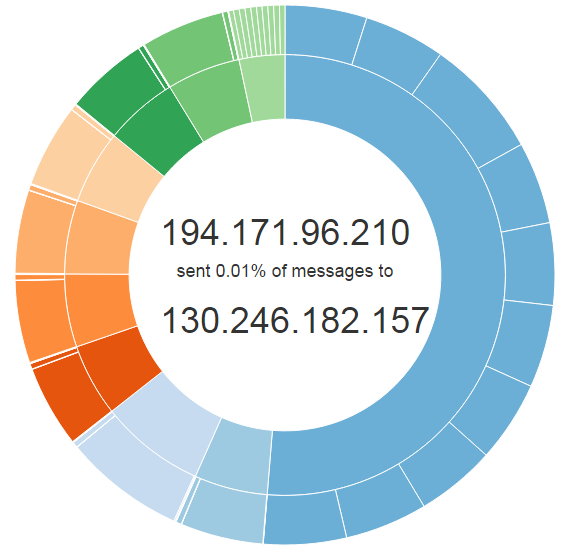 194.171.96.210
sent 0.01% of messages to
130.246.182.157